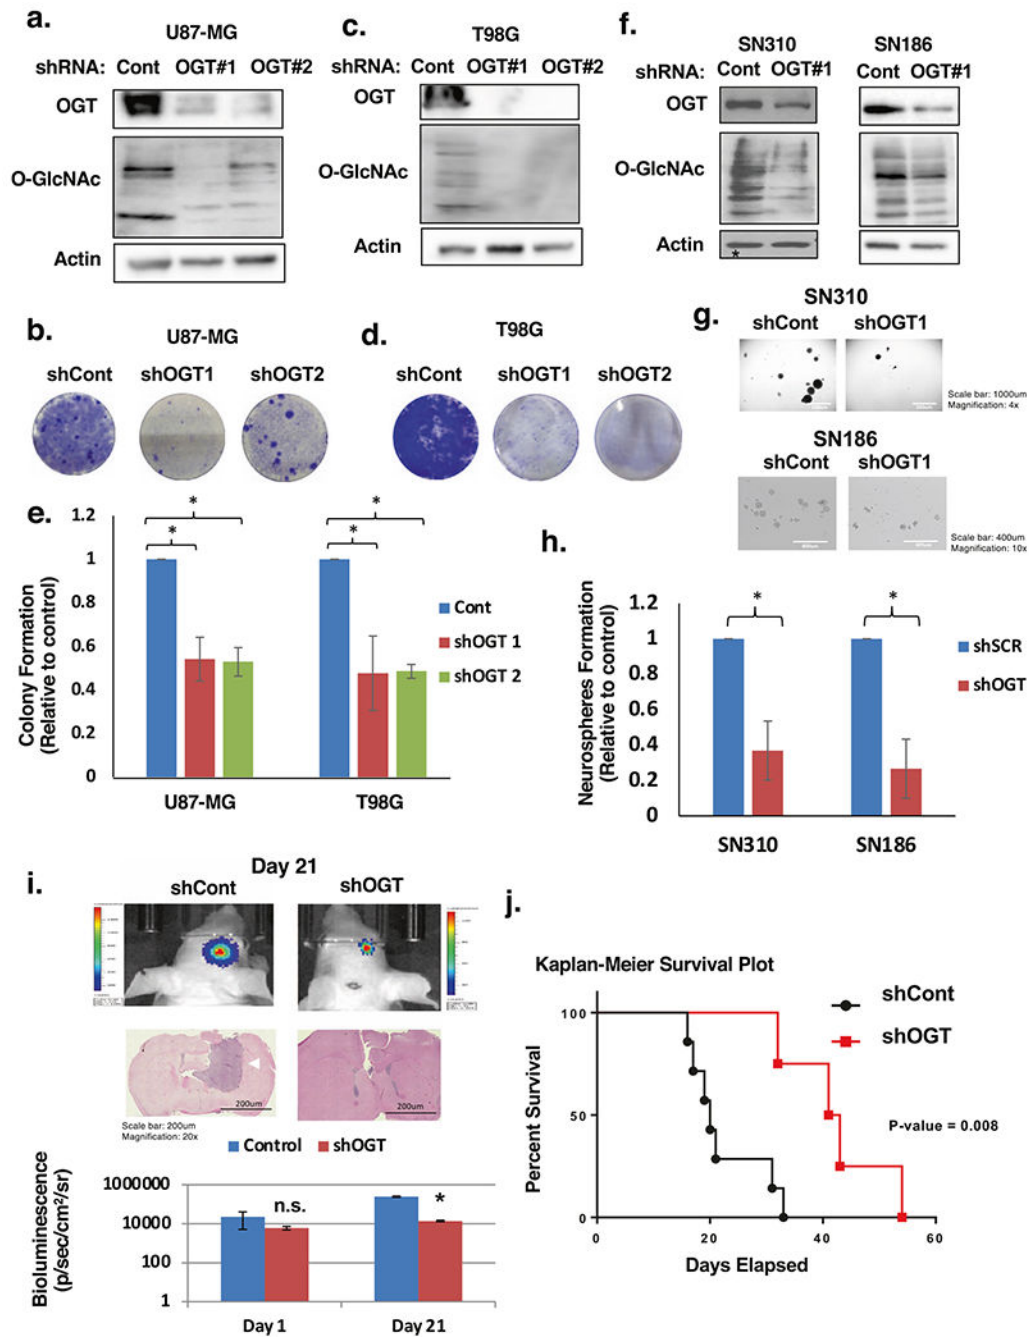 a.
U87-MG
shRNA: Cont OGT#1 OGT#2
OGT
O-GlcNAc
Actin
c.
T98G
shRNA: Cont OGT#1 OGT#2
OGT
O-GlcNAc
Actin
f.
SN310 SN186
shRNA: Cont OGT#1 Cont OGT#1
OGT
O-GlcNAc
Actin
*
b.
U87-MG
shCont shOGT1 shOGT2
d.
T98G
shCont shOGT1 shOGT2
g.
SN310
shCont shOGT1
Scale bar: 1000um
Magnification: 4x
SN186
shCont shOGT1
Scale bar: 400um
Magnification: 10x
e.
Colony Formation
(Relative to control)
1.2
1
0.8
0.6
0.4
0.2
0
* *
* *
Cont
shOGT 1
shOGT 2
U87-MG T98G
h.
Neurospheres Formation
(Relative to control)
1.2
1
0.8
0.6
0.4
0.2
0
* *
shSCR
shOGT
SN310 SN186
i.
Day 21
shCont shOGT
200um
200um
Scale bar: 200um
Magnification: 20x
Control shOGT
Bioluminescence
(p/sec/cm²/sr)
1000000
10000
100
1
n.s.
*
Day 1 Day 21
j.
Kaplan-Meier Survival Plot
shCont
shOGT
Percent Survival
100
50
0
P-value = 0.008
0 20 40 60
Days Elapsed